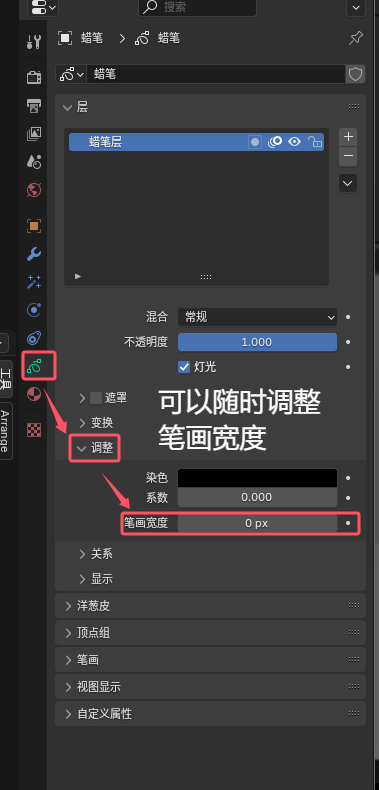 搜索
蜡笔 蜡笔
蜡笔
层
蜡笔层
混合 常规
不透明度 1.000
灯光
遮罩
可以随时调整
变换
笔画宽度
调整
染色
系数 0.000
笔画宽度 0 px
关系
显示
洋葱皮
顶点组
笔画
视图显示
自定义属性
工具
Arrange